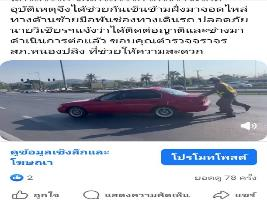 อุบัติเหตุจึงได้ช่วยกันเข็นข้ามฝั่งมาจอดไหล่
ทางด้านซ้ายมือพ้นช่องทางเดินรถ ปลอดภัย
นายวิเชียรฯแจ้งว่าได้ติดต่อญาติและช่างมา
ดำเนินการต่อแล้ว ขอบคุณตำรวจจราจร
สภ.หนองปลิง ที่ช่วยให้ความสะดวก
ดูข้อมูลเชิงลึกและ
โฆษณา
โปรโมทโพสต์
2
ยอดดู 78 ครั้ง
ถูกใจ
แสดงความคิดเห็น
แชร์